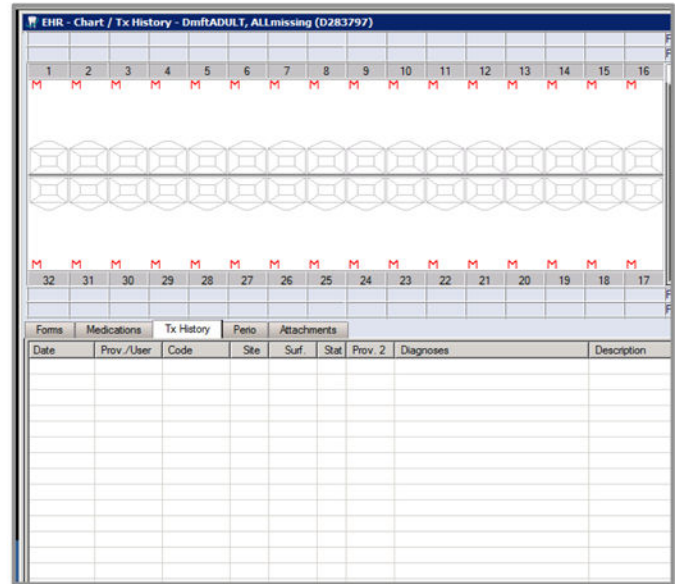 EHR - Chart / Tx History - DmftADULT, ALLmissing (D283797)
1 2 3 4 5 6 7 8 9 10 11 12 13 14 15 16
M M M M M M M M M M M M M M M M
M M M M M M M M M M M M M M M M
32 31 30 29 28 27 26 25 24 23 22 21 20 19 18 17
Forms Medications Tx History Perio Attachments
Date Prov./User Code Site Surf. Stat Prov. 2 Diagnoses Description